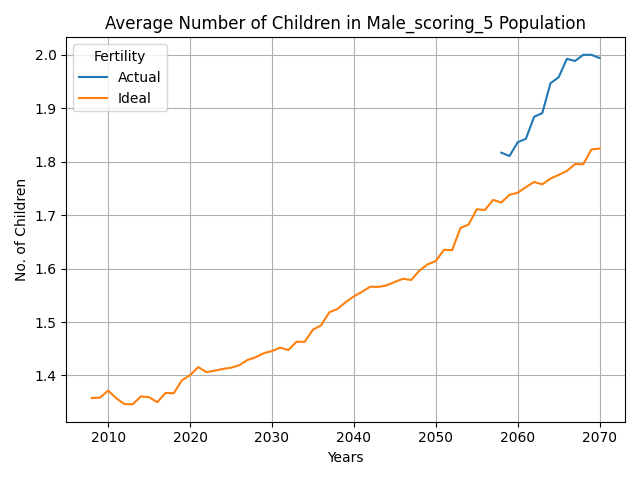 Average Number of Children in Male_scoring_5 Population
Fertility
Actual
Ideal
No. of Children
2.0
1.9
1.8
1.7
1.6
1.5
1.4
2010 2020 2030 2040 2050 2060 2070
Years